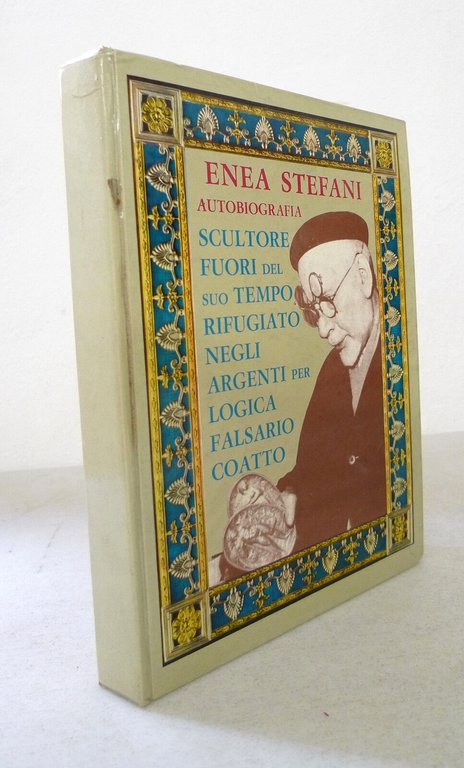 ENEA STEFANI
AUTOBIOGRAFIA
SCULTORE
FUORI DEL
SUO TEMPO
RIFUGIATO
NEGLI
ARGENTI PER
LOGICA
FALSARIO
COATTO